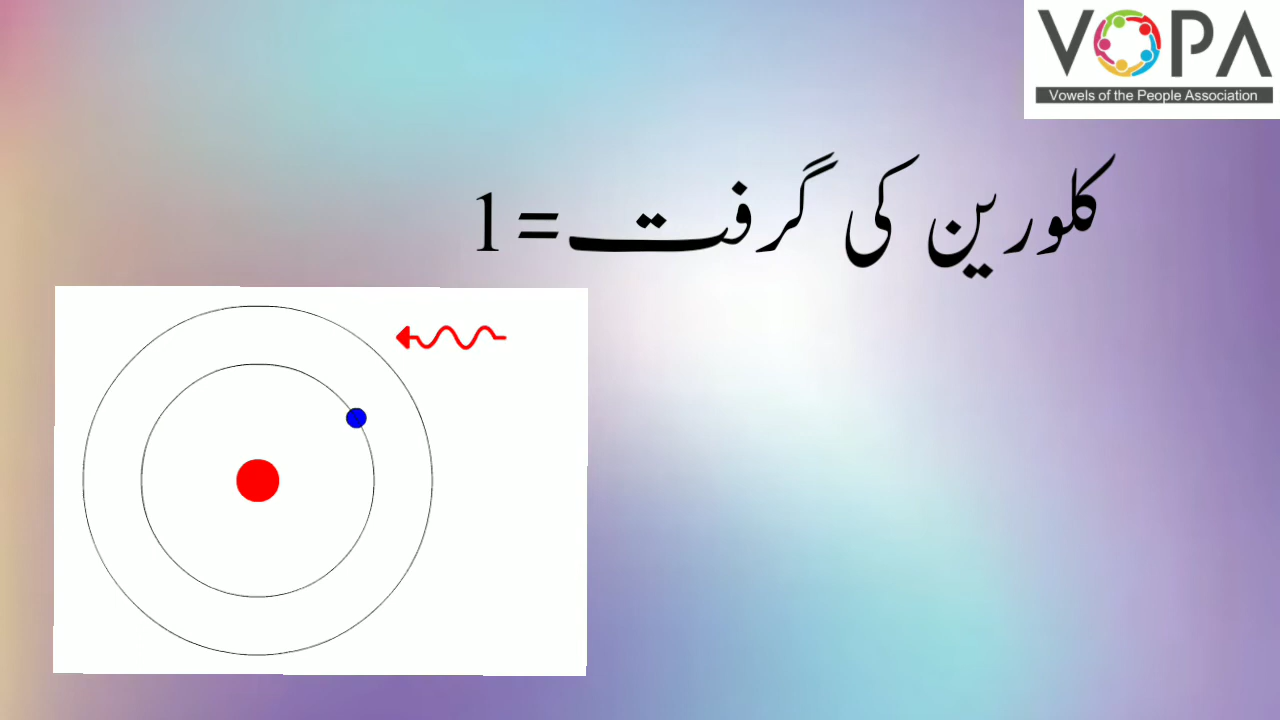 VOPA
Vowels of the People Association
کلورین کی گرفت = 1